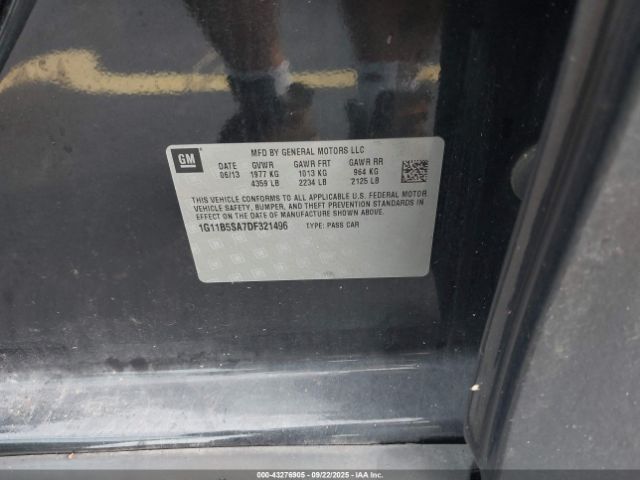 GM
MFD BY GENERAL MOTORS LLC
DATE GVWR GAWR FRT GAWR RR
06/13 1977 KG 1013 KG 964 KG
4359 LB 2234 LB 2125 LB
THIS VEHICLE CONFORMS TO ALL APPLICABLE U.S. FEDERAL MOTOR
VEHICLE SAFETY, BUMPER, AND THEFT PREVENTION STANDARDS IN
EFFECT ON THE DATE OF MANUFACTURE SHOWN ABOVE.
1G11B5SA7DF321496 TYPE: PASS CAR
000-43276905 - 09/22/2025 - IAA Inc.